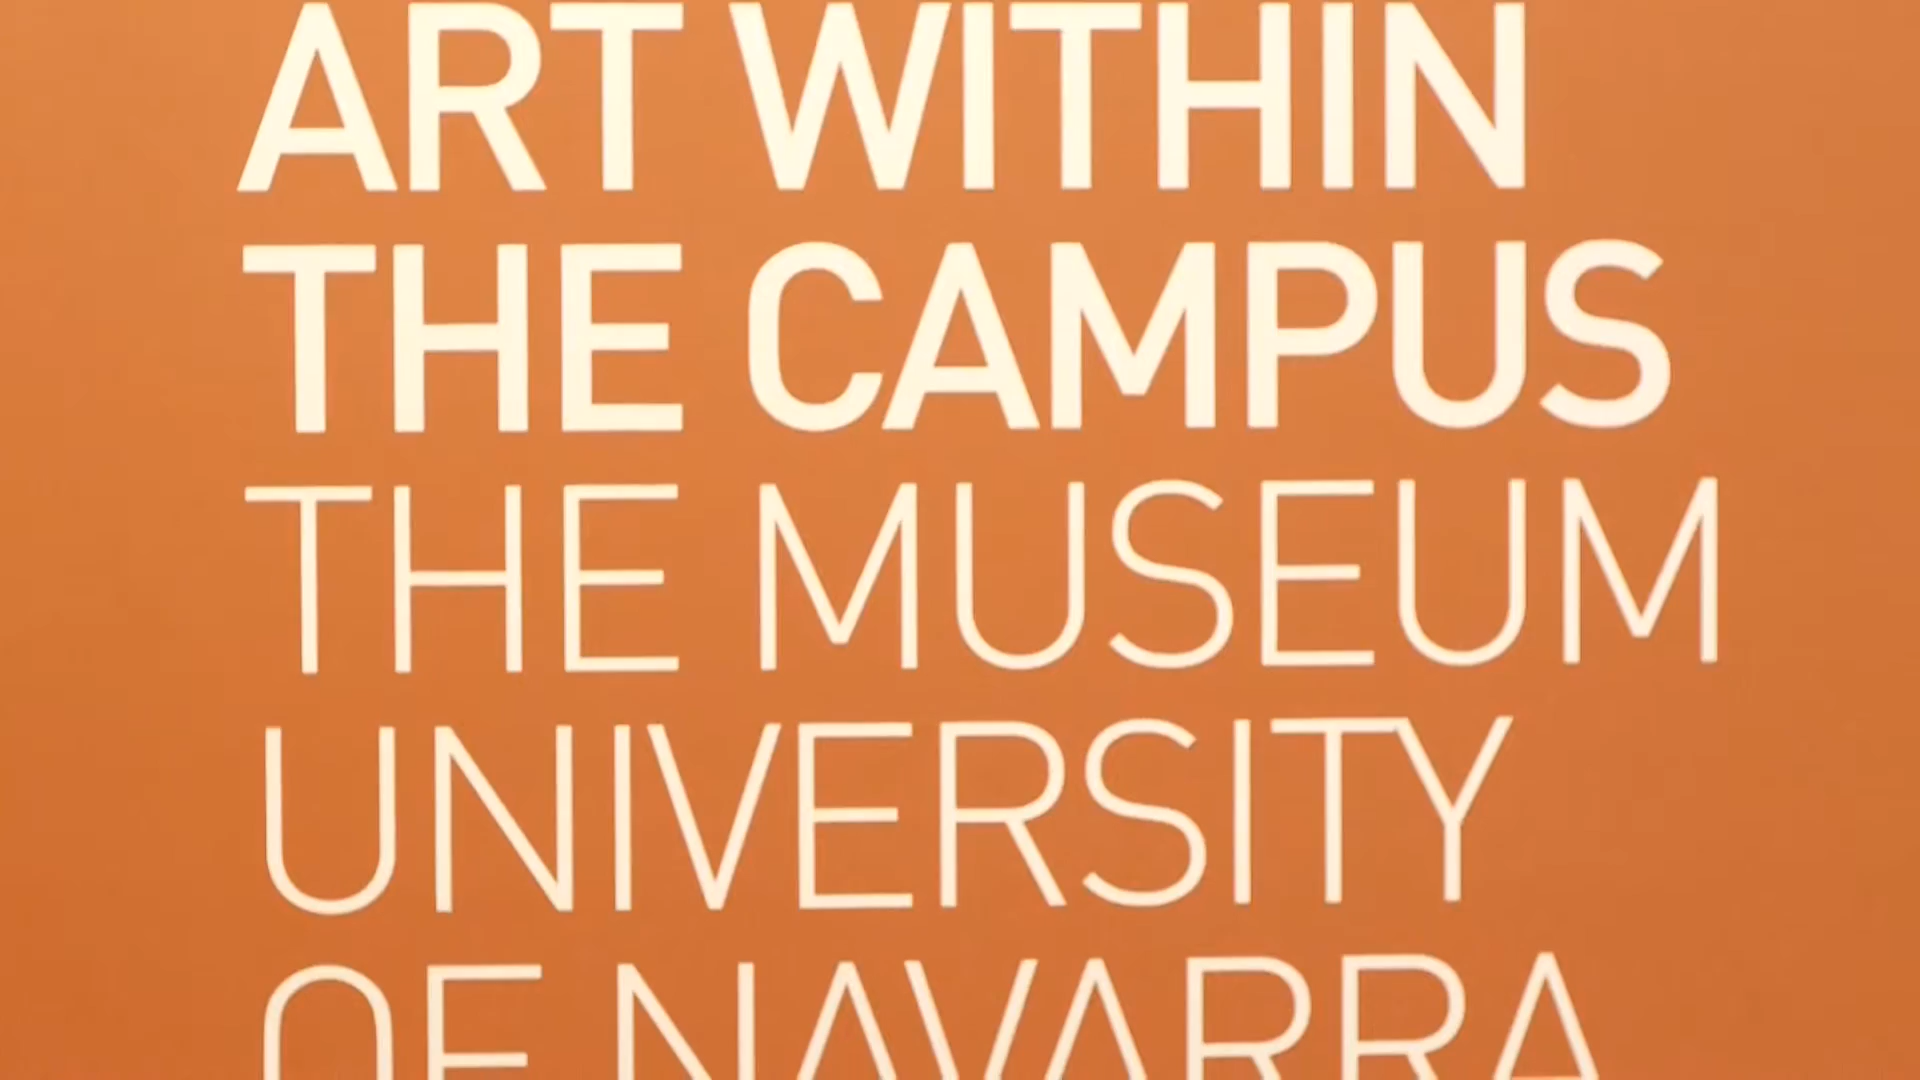 ART WITHIN
THE CAMPUS
THE MUSEUM
UNIVERSITY
OF NAVARRA